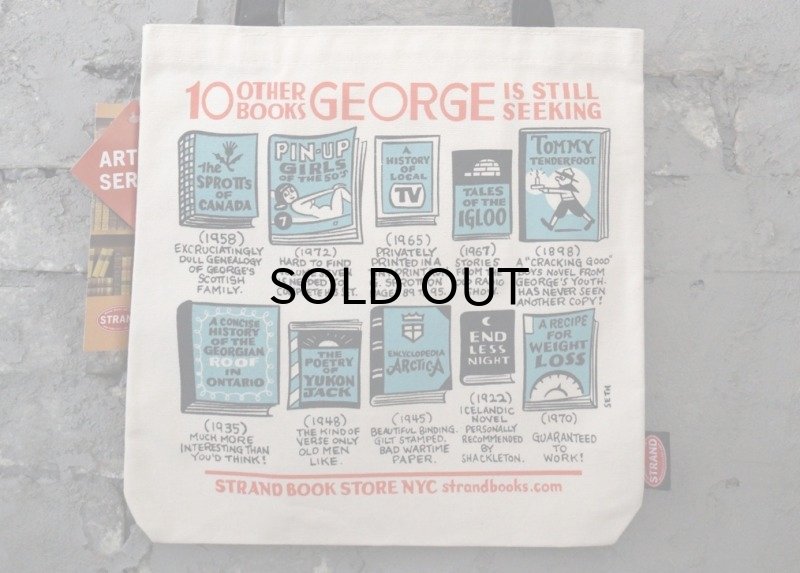 10 OTHER BOOKS GEORGE IS STILL SEEKING
ART
SER
The
SPROTTS
OF
CANADA
(1958)
EXCRUCIATINGLY
DULL GENEALOGY
OF GEORGE'S
SCOTTISH
FAMILY.
PIN-UP
GIRLS
OF THE 50'S
7
(1972)
HARD TO FIND
A
HISTORY
OF
LOCAL
TV
(1965)
PRIVATELY
PRINTED IN A
TALES
OF THE
IGLOO
(1967)
STORIES
TOMMY
TENDERFOOT
(1898)
A "CRACKING GOOD"
BOYS NOVEL FROM
GEORGE'S YOUTH.
HAS NEVER SEEN
ANOTHER COPY!
SOLD OUT
A CONCISE
HISTORY
OF THE
GEORGIAN
ROOF
IN
ONTARIO
(1935)
MUCH MORE
INTERESTING THAN
YOU'D THINK!
THE
POETRY
OF
YUKON
JACK
(1948)
THE KIND OF
VERSE ONLY
OLD MEN
LIKE.
ENCYCLOPEDIA
ARCTICA
(1945)
BEAUTIFUL BINDING.
GILT STAMPED.
BAD WARTIME
PAPER.
END
LESS
NIGHT
(1922)
ICELANDIC
NOVEL
PERSONALLY
RECOMMENDED
BY
SHACKLETON.
A RECIPE
FOR
WEIGHT
LOSS
(1970)
GUARANTEED
TO
WORK!
SETH
STRAND BOOK STORE NYC strandbooks.com
STRAND
STRAN